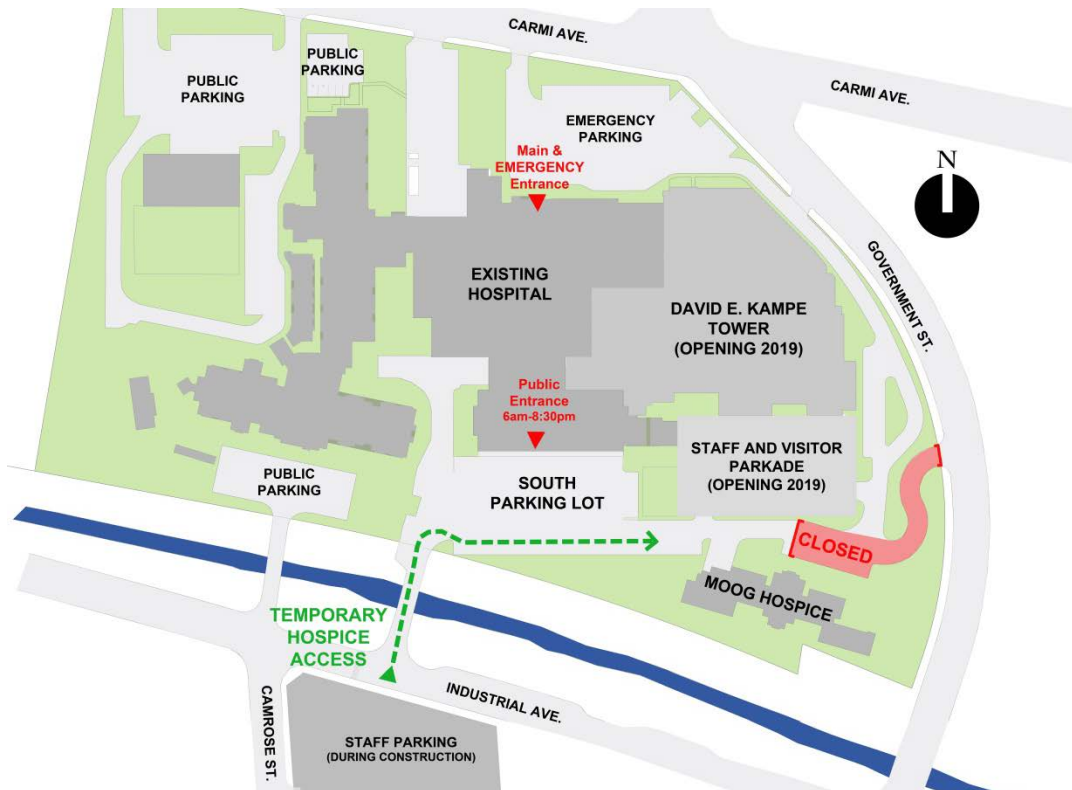 CARMI AVE.
PUBLIC
PARKING
PUBLIC
PARKING
CARMI AVE.
EMERGENCY
PARKING
Main &
EMERGENCY
Entrance
N
GOVERNMENT ST.
EXISTING
HOSPITAL
DAVID E. KAMPE
TOWER
(OPENING 2019)
Public
Entrance
6am-8:30pm
STAFF AND VISITOR
PARKADE
(OPENING 2019)
PUBLIC
PARKING
SOUTH
PARKING LOT
CLOSED
MOOG HOSPICE
TEMPORARY
HOSPICE
ACCESS
INDUSTRIAL AVE.
CAMROSE ST.
STAFF PARKING
(DURING CONSTRUCTION)